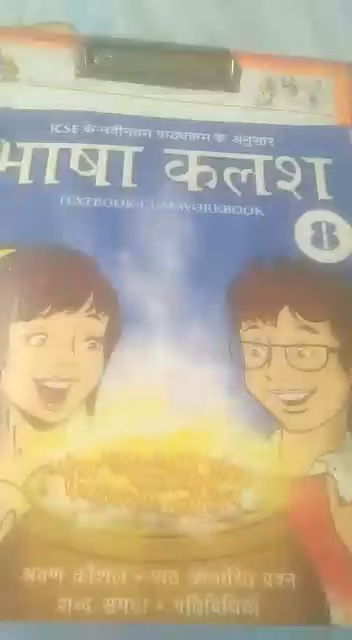 ICSE के नवीनतम पाठ्यक्रम के अनुसार
भाषा कलश
TEXTBOOK-CUM-WORKBOOK
8
श्रवण कौशल • पाठ आधारित प्रश्न
शब्द संपदा • गतिविधियाँ